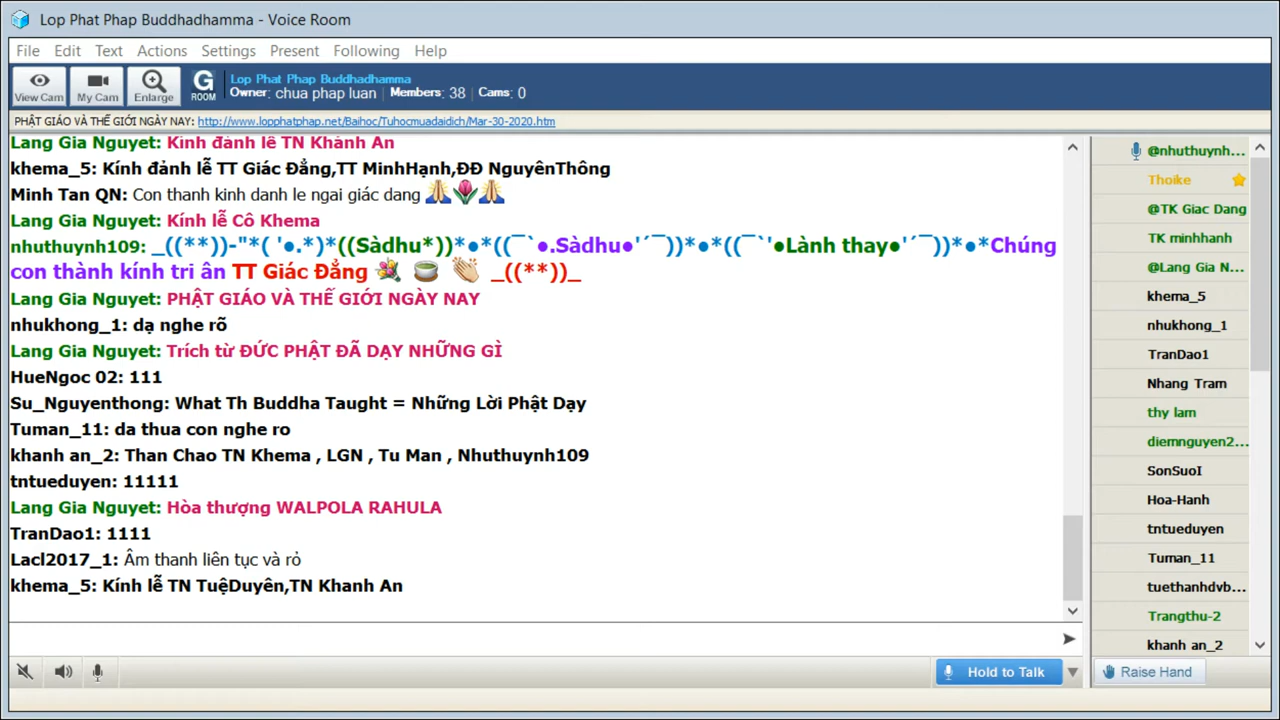 Lop Phat Phap Buddhadhamma - Voice Room
File Edit Text Actions Settings Present Following Help
View Cam My Cam Enlarge G ROOM
Lop Phat Phap Buddhadhamma
Owner: chua phap luan Members: 38 Cams: 0
PHẬT GIÁO VÀ THẾ GIỚI NGÀY NAY: http://www.lopphatphap.net/Baihoc/Tuhocmuadaidich/Mar-30-2020.htm
Lang Gia Nguyet: Kính đảnh lễ TN Khánh An
khema_5: Kính đảnh lễ TT Giác Đẳng,TT MinhHạnh,ĐĐ NguyênThông
Minh Tan QN: Con thanh kinh danh le ngai giác dang 🙏🌷🙏
Lang Gia Nguyet: Kính lễ Cô Khema
nhuthuynh109: _((**))-"*( '●.*)*((Sàdhu*))*●*((¯`●.Sàdhu●'´¯))*●*((¯`'●Lành thay●'´¯))*●*Chúng
con thành kính tri ân TT Giác Đẳng 💐 🍵 👏 _((**))_
Lang Gia Nguyet: PHẬT GIÁO VÀ THẾ GIỚI NGÀY NAY
nhukhong_1: dạ nghe rõ
Lang Gia Nguyet: Trích từ ĐỨC PHẬT ĐÃ DẠY NHỮNG GÌ
HueNgoc 02: 111
Su_Nguyenthong: What Th Buddha Taught = Những Lời Phật Dạy
Tuman_11: da thua con nghe ro
khanh an_2: Than Chao TN Khema , LGN , Tu Man , Nhuthuynh109
tntueduyen: 11111
Lang Gia Nguyet: Hòa thượng WALPOLA RAHULA
TranDao1: 1111
Lacl2017_1: Âm thanh liên tục và rỏ
khema_5: Kính lễ TN TuệDuyên,TN Khanh An
@nhuthuynh...
Thoike
@TK Giac Dang
TK minhhanh
@Lang Gia N...
khema_5
nhukhong_1
TranDao1
Nhang Tram
thy lam
diemnguyen2...
SonSuoI
Hoa-Hanh
tntueduyen
Tuman_11
tuethanhdvb...
Trangthu-2
khanh an_2
Hold to Talk
Raise Hand